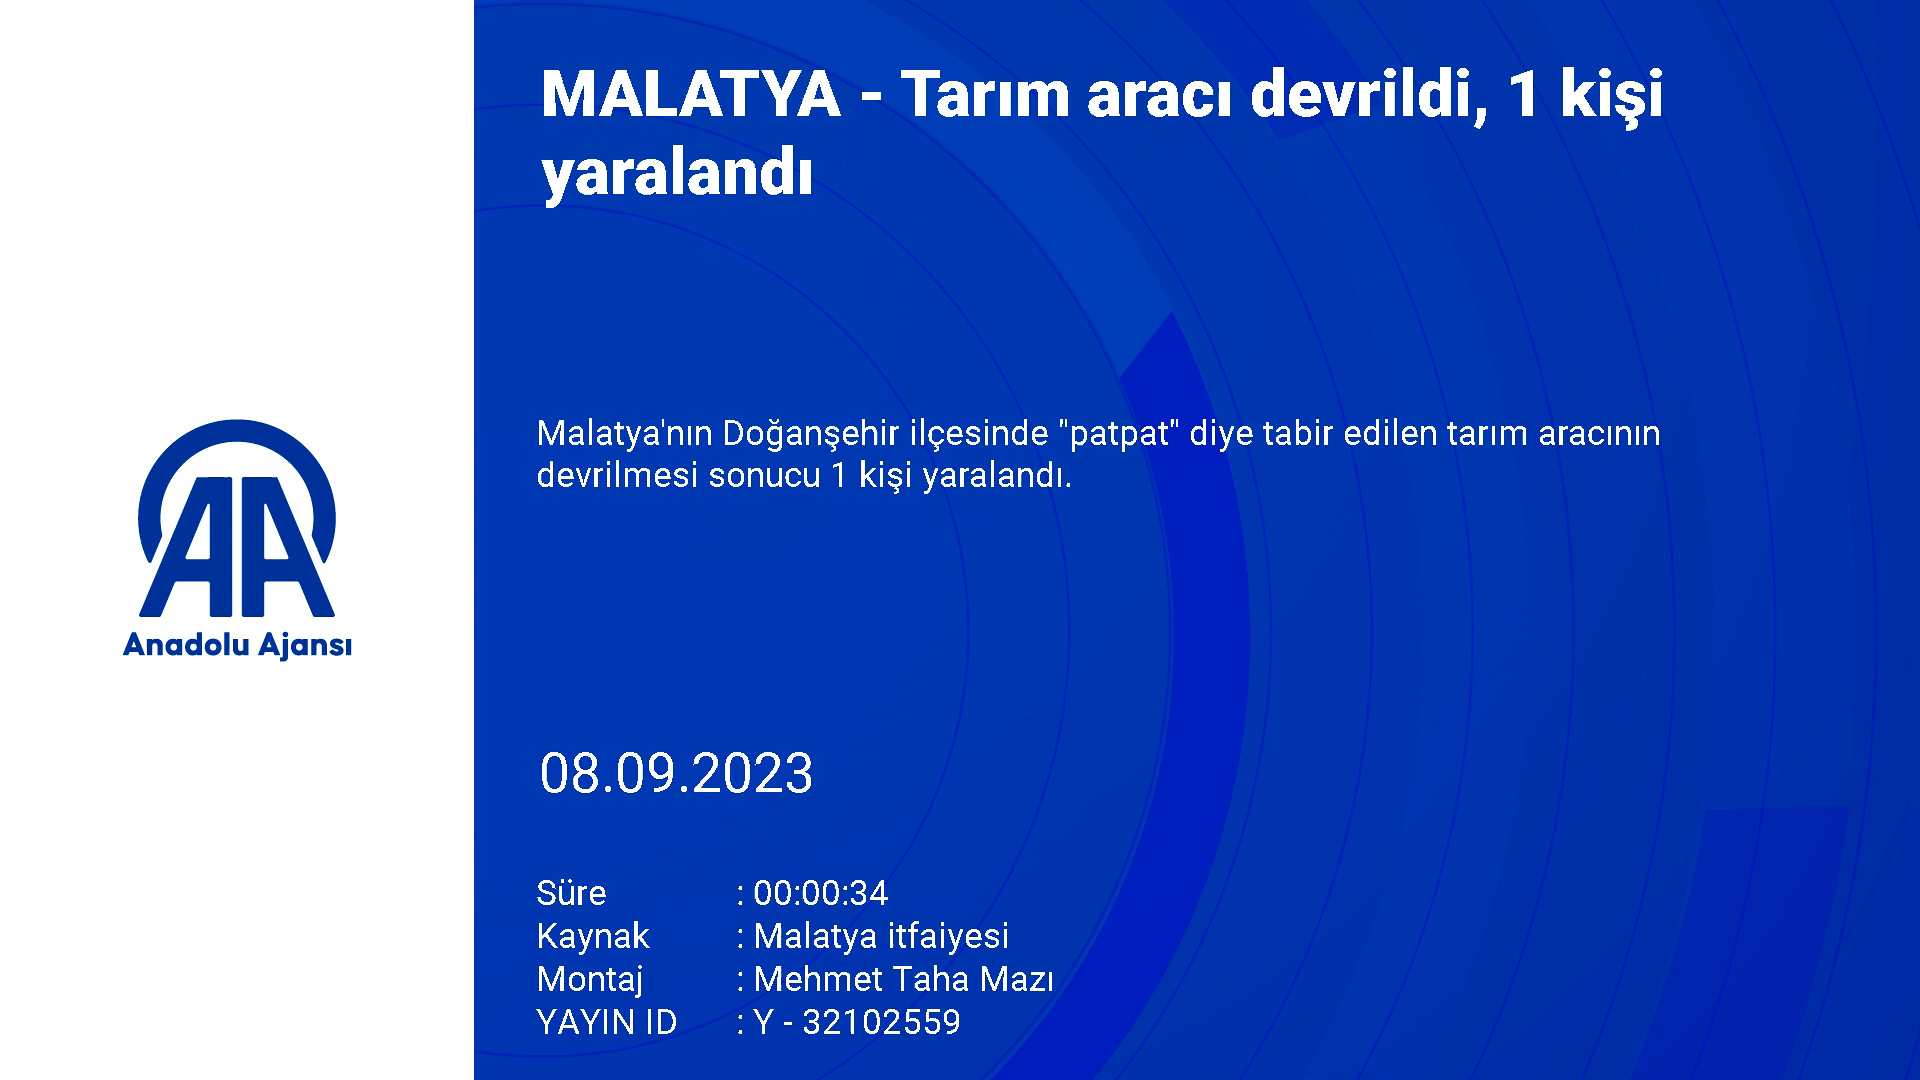 MALATYA - Tarım aracı devrildi, 1 kişi
yaralandı
Malatya'nın Doğanşehir ilçesinde "patpat" diye tabir edilen tarım aracının
devrilmesi sonucu 1 kişi yaralandı.
AA
Anadolu Ajansı
08.09.2023
Süre : 00:00:34
Kaynak : Malatya itfaiyesi
Montaj : Mehmet Taha Mazı
YAYIN ID : Y - 32102559